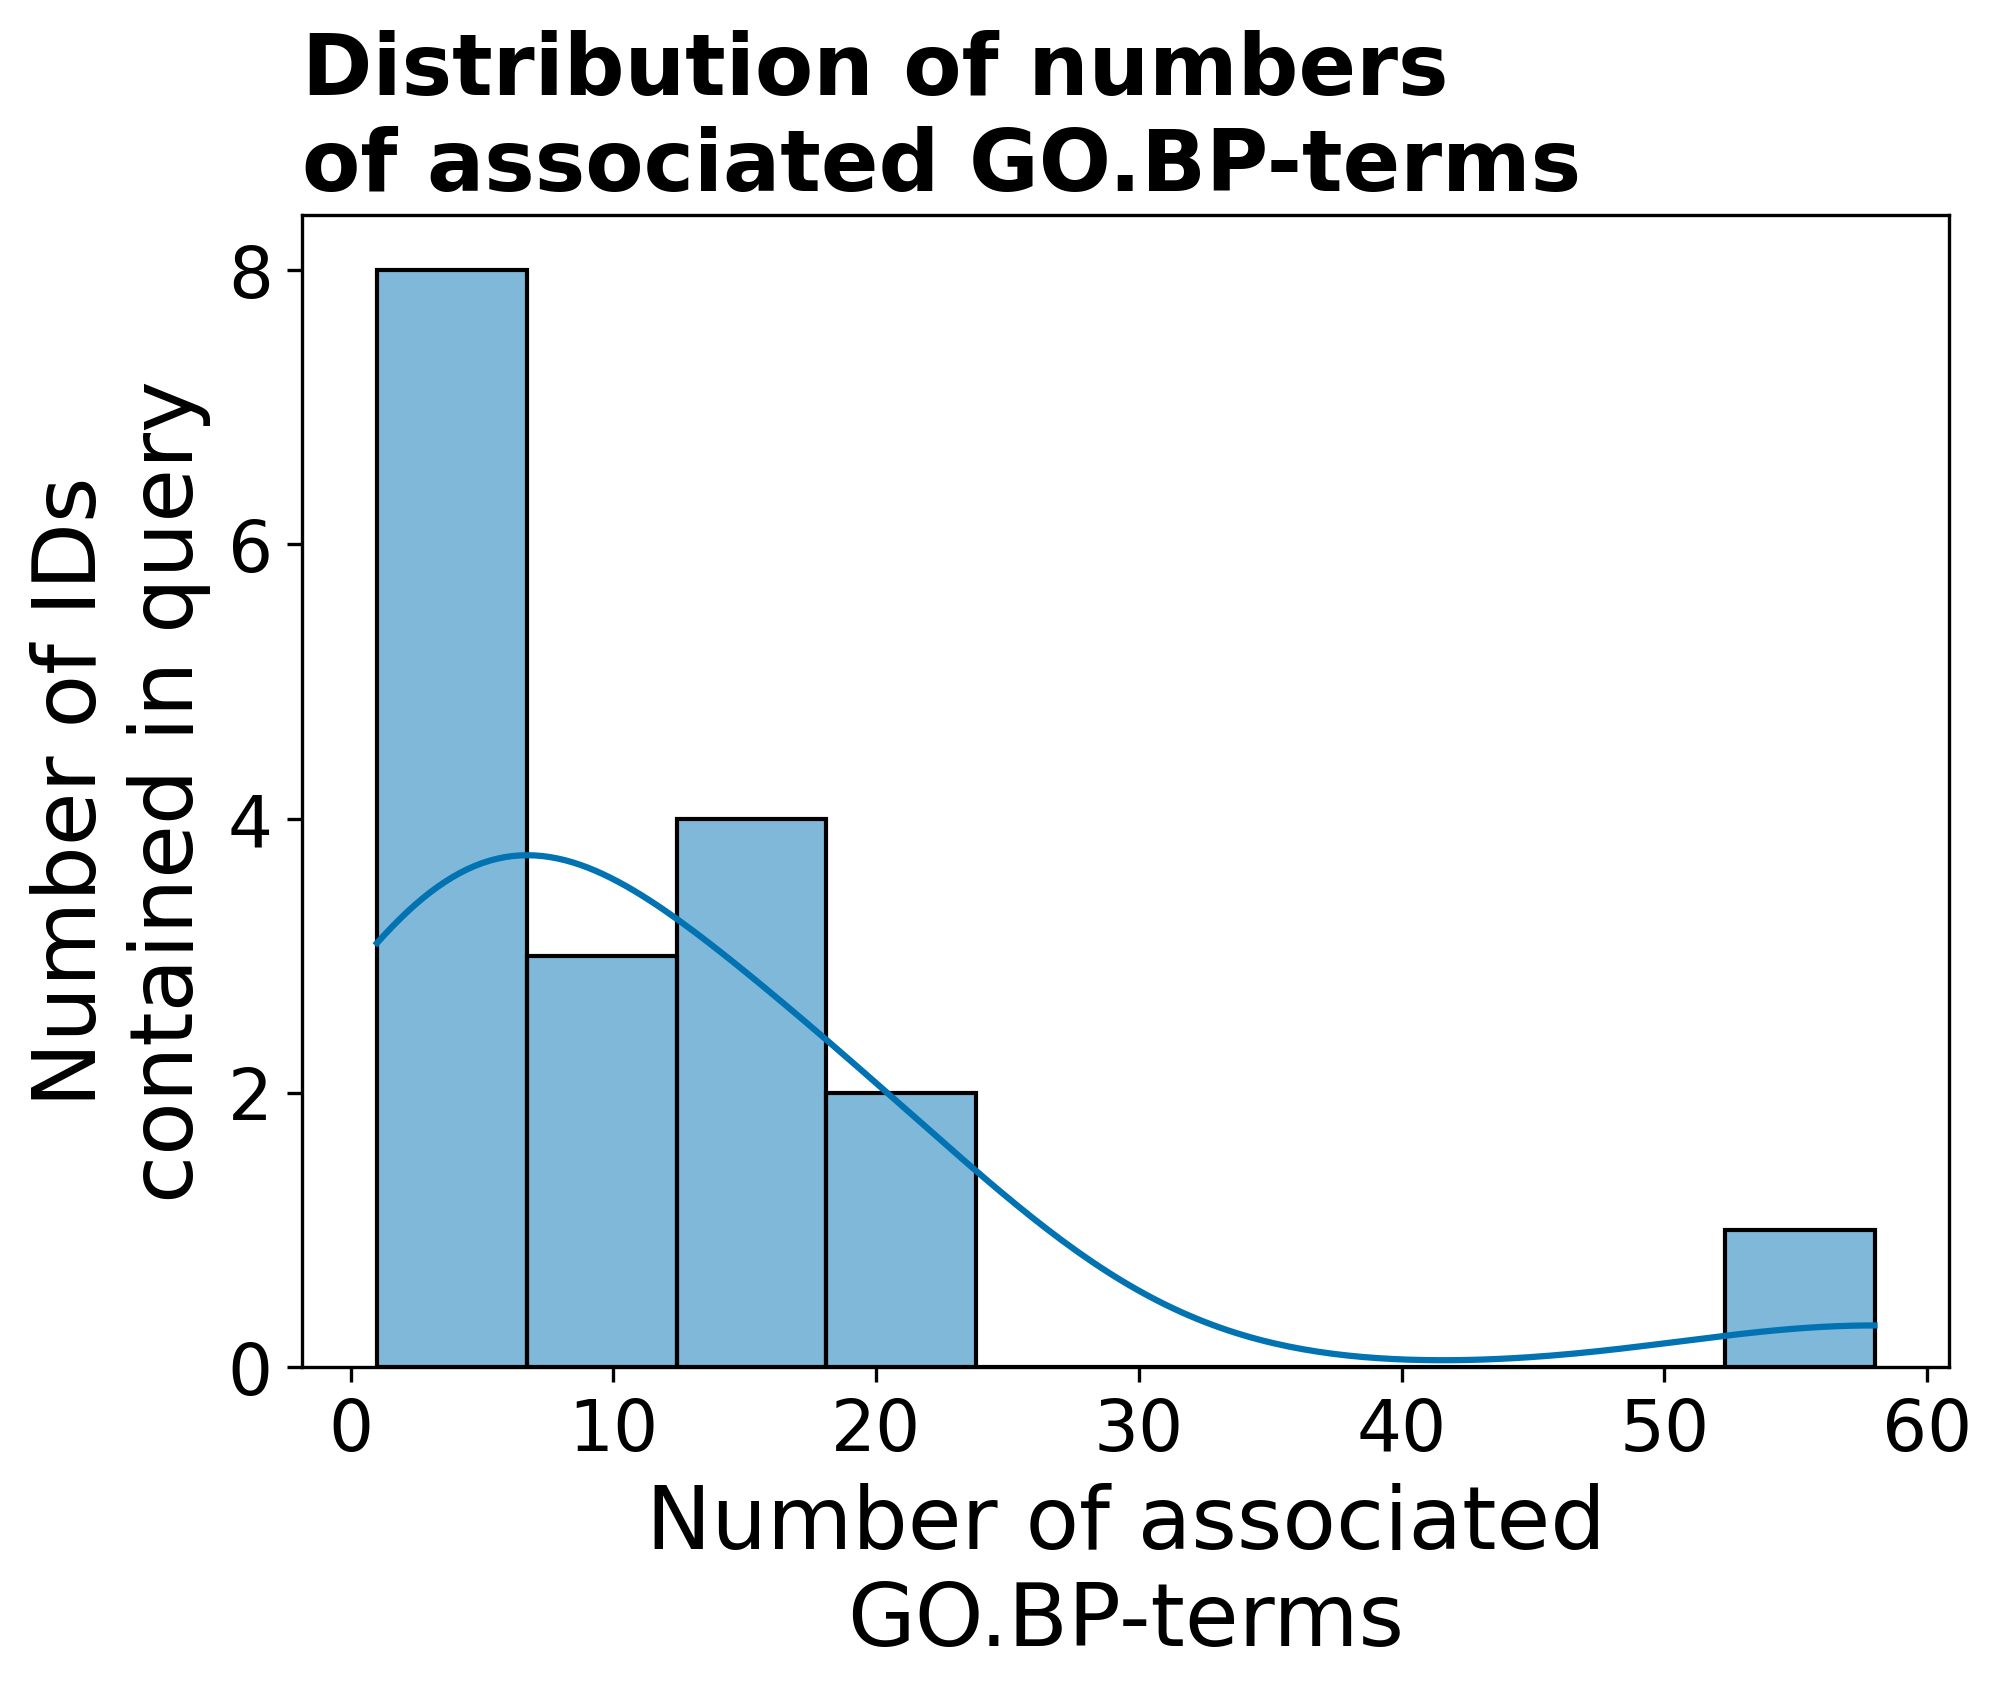 Distribution of numbers
of associated GO.BP-terms
Number of IDs
contained in query
8
6
4
2
0
0 10 20 30 40 50 60
Number of associated
GO.BP-terms